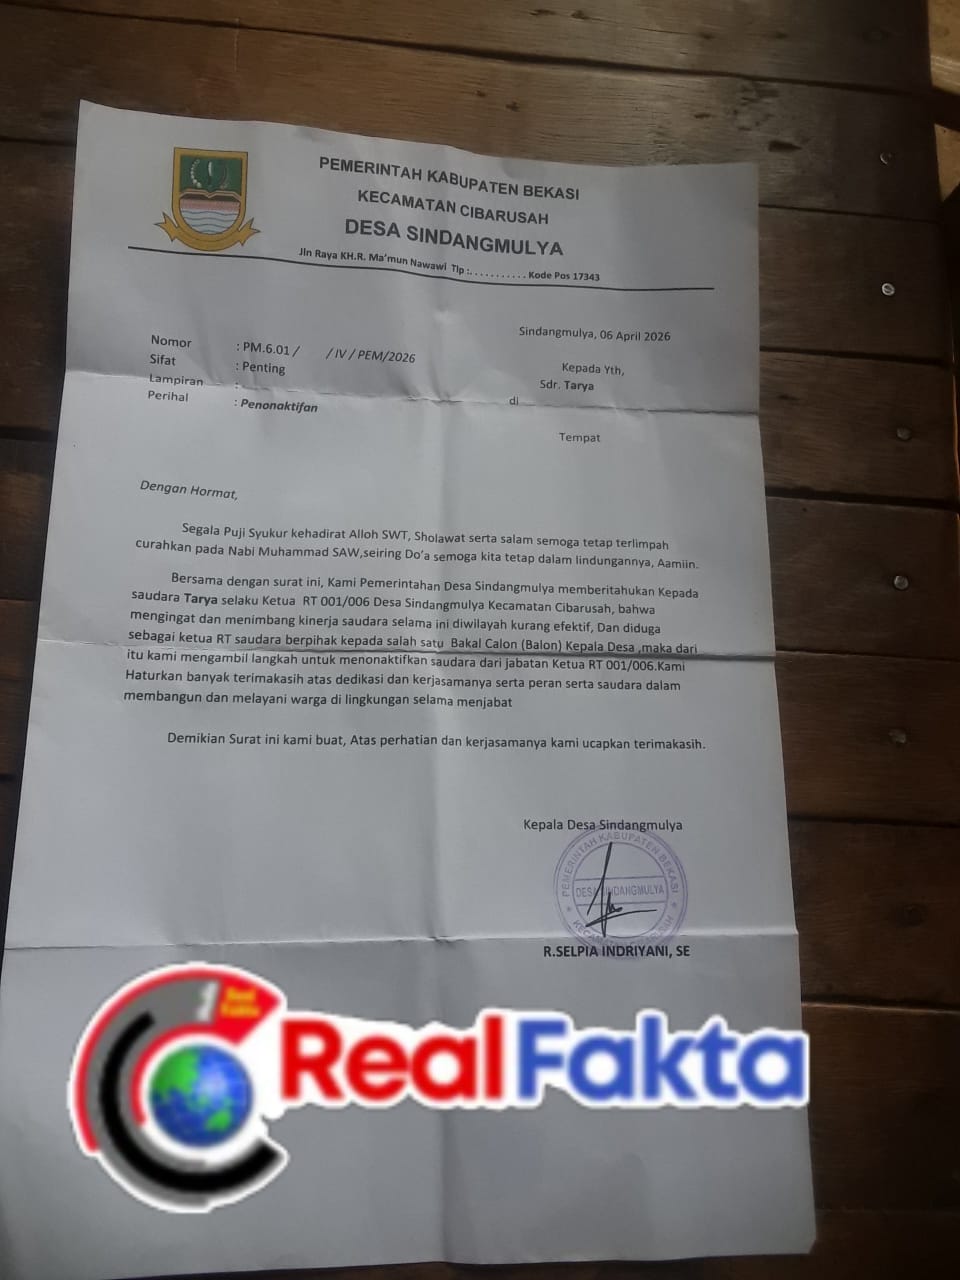 PEMERINTAH KABUPATEN BEKASI
KECAMATAN CIBARUSAH
DESA SINDANGMULYA
Jln Raya KH.R. Ma'mun Nawawi Tlp :. . . . . . . . . . . Kode Pos 17343
Sindangmulya, 06 April 2026
Nomor : PM.6.01 / / IV / PEM/2026
Sifat : Penting
Lampiran : -
Perihal : Penonaktifan
Kepada Yth,
Sdr. Tarya
di
Tempat
Dengan Hormat,
Segala Puji Syukur kehadirat Alloh SWT, Sholawat serta salam semoga tetap terlimpah
curahkan pada Nabi Muhammad SAW,seiring Do'a semoga kita tetap dalam lindungannya, Aamiin.
Bersama dengan surat ini, Kami Pemerintahan Desa Sindangmulya memberitahukan Kepada
saudara Tarya selaku Ketua RT 001/006 Desa Sindangmulya Kecamatan Cibarusah, bahwa
mengingat dan menimbang kinerja saudara selama ini diwilayah kurang efektif, Dan diduga
sebagai ketua RT saudara berpihak kepada salah satu Bakal Calon (Balon) Kepala Desa ,maka dari
itu kami mengambil langkah untuk menonaktifkan saudara dari jabatan Ketua RT 001/006.Kami
Haturkan banyak terimakasih atas dedikasi dan kerjasamanya serta peran serta saudara dalam
membangun dan melayani warga di lingkungan selama menjabat
Demikian Surat ini kami buat, Atas perhatian dan kerjasamanya kami ucapkan terimakasih.
Kepala Desa Sindangmulya
PEMERINTAH KABUPATEN BEKASI
DESA SINDANGMULYA
KECAMATAN CIBARUSAH
R.SELPIA INDRIYANI, SE
Real
Fakta
RealFakta